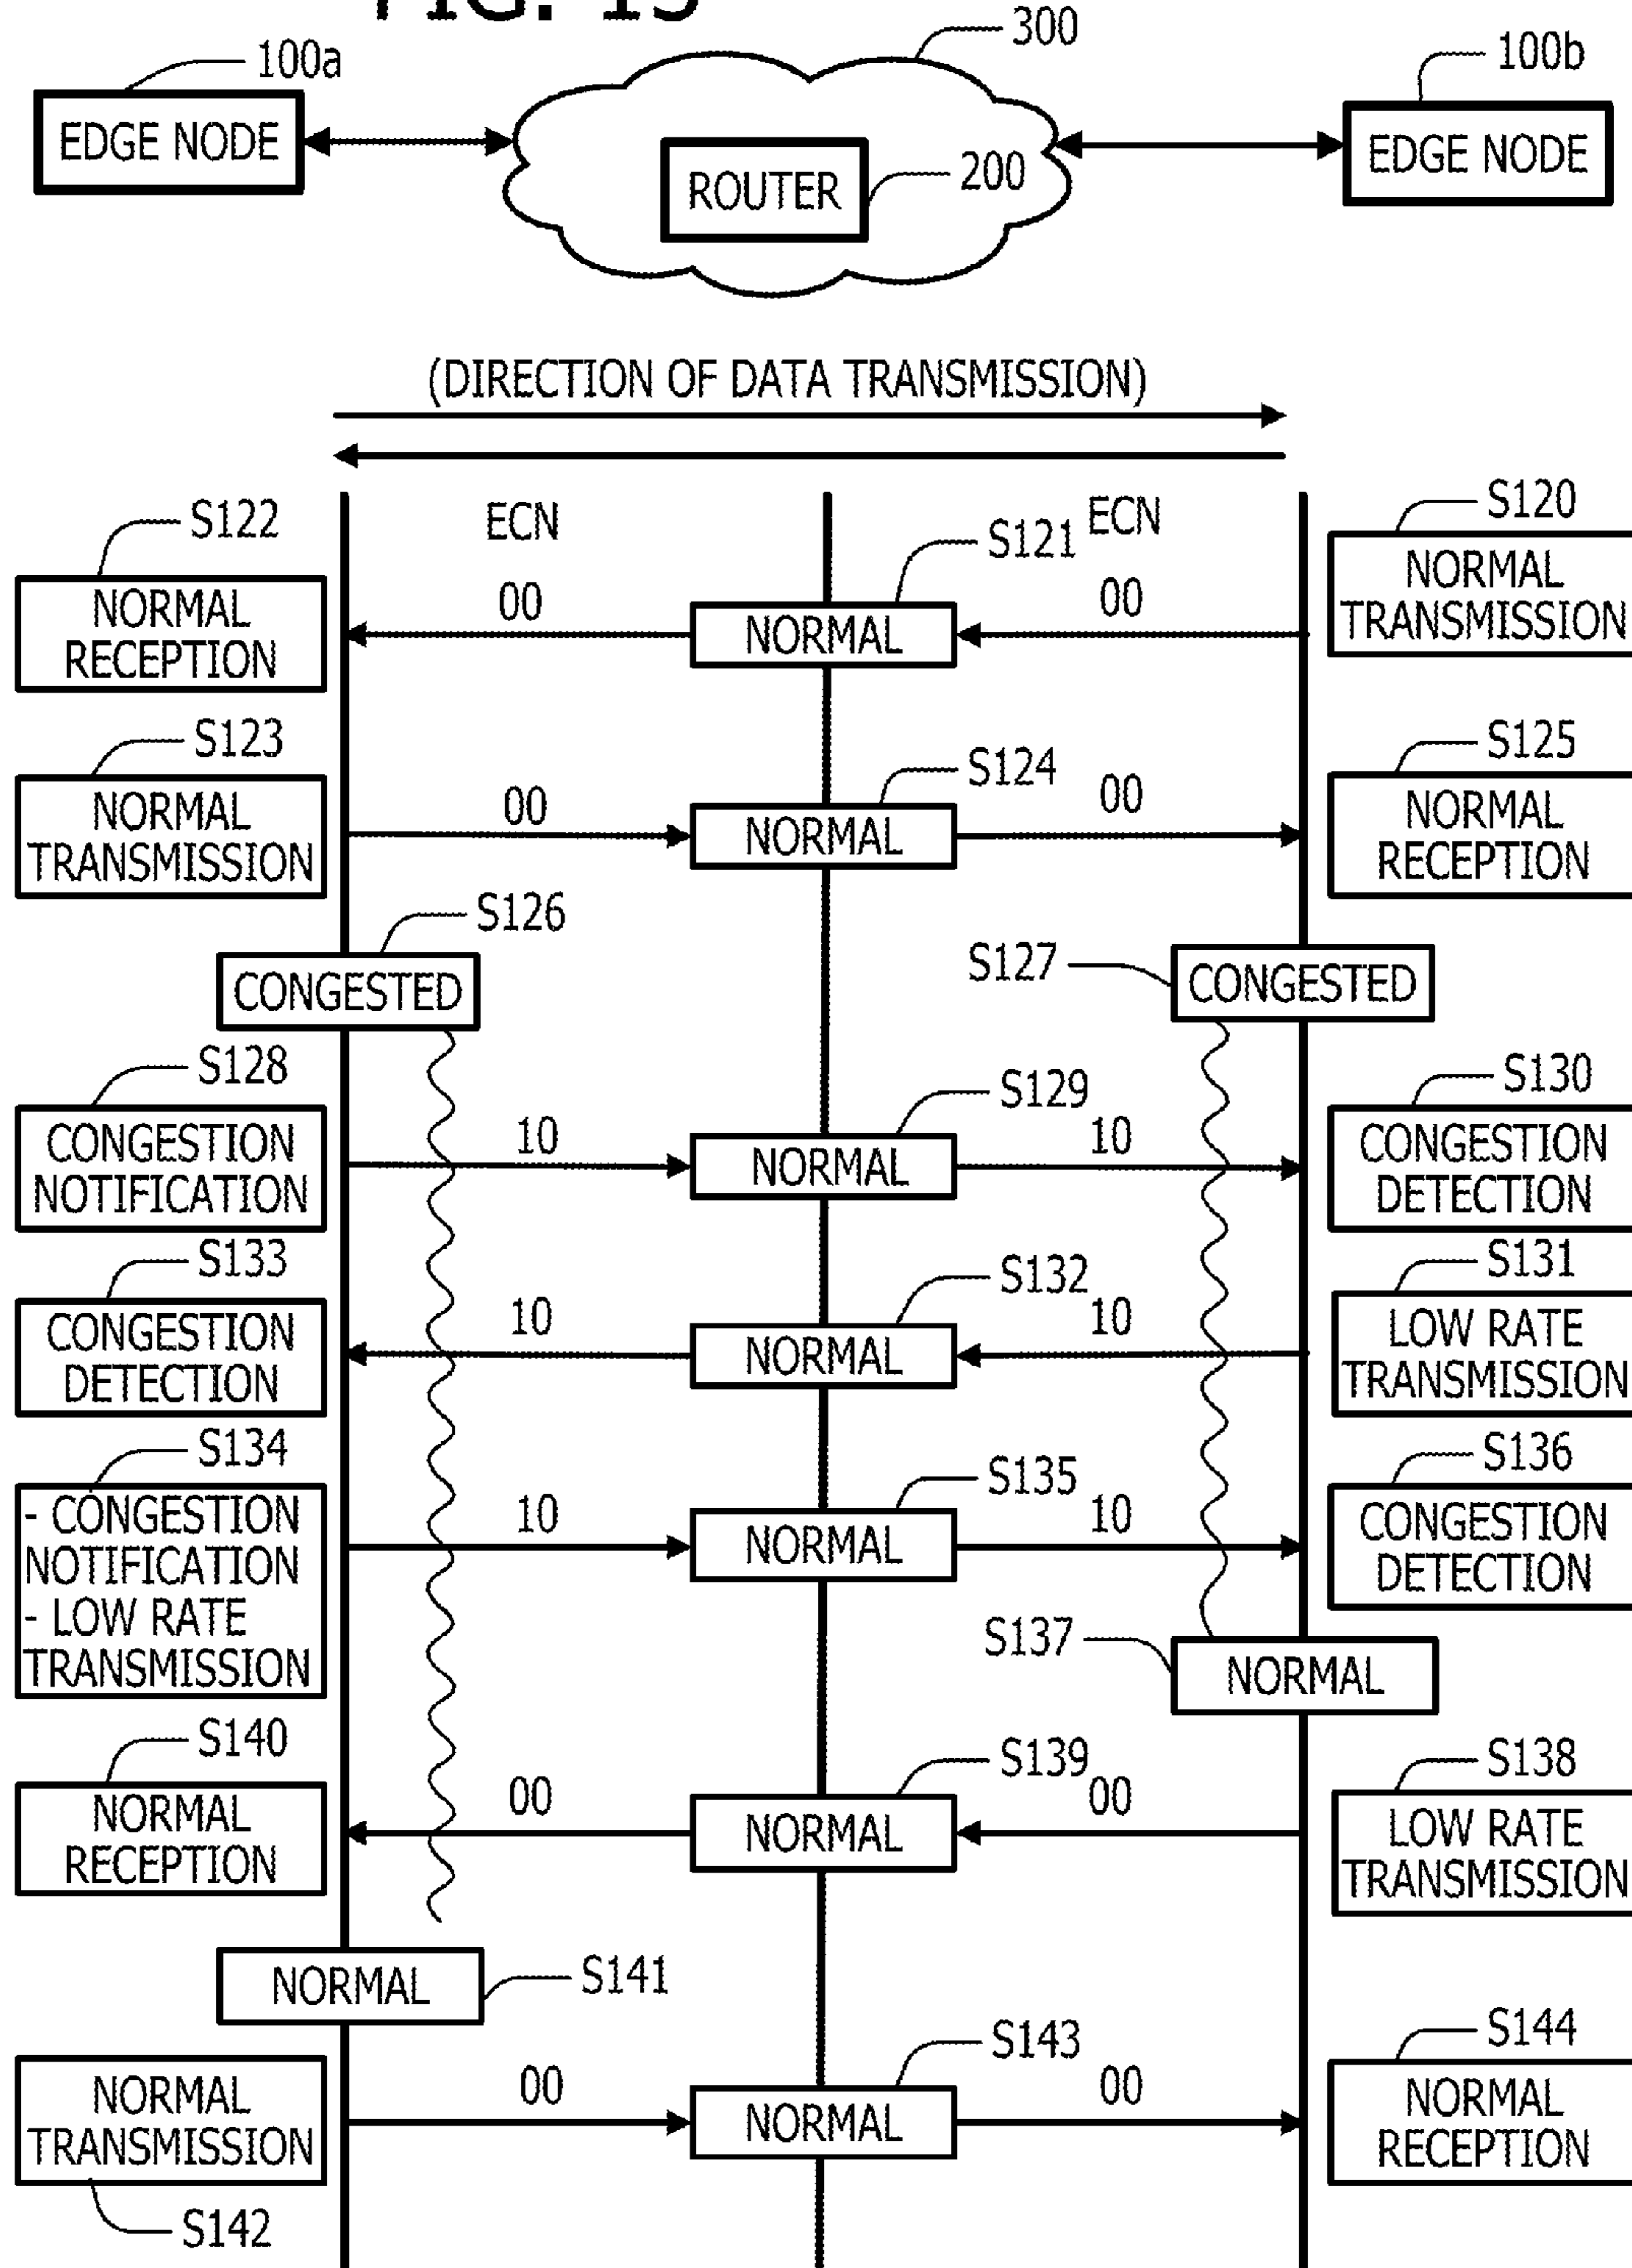 FIG. 15
100a
300
100b
EDGE NODE
ROUTER
200
EDGE NODE
(DIRECTION OF DATA TRANSMISSION)
S122
ECN
S121
ECN
S120
NORMAL
RECEPTION
00
NORMAL
00
NORMAL
TRANSMISSION
S123
S124
S125
NORMAL
TRANSMISSION
00
NORMAL
00
NORMAL
RECEPTION
S126
CONGESTED
S127
CONGESTED
S128
S129
S130
CONGESTION
NOTIFICATION
10
NORMAL
10
CONGESTION
DETECTION
S133
S132
S131
CONGESTION
DETECTION
10
NORMAL
10
LOW RATE
TRANSMISSION
S134
S135
S136
- CONGESTION
NOTIFICATION
- LOW RATE
TRANSMISSION
10
NORMAL
10
CONGESTION
DETECTION
S137
NORMAL
S140
S139
S138
NORMAL
RECEPTION
00
NORMAL
00
LOW RATE
TRANSMISSION
NORMAL
S141
S143
S144
NORMAL
TRANSMISSION
00
NORMAL
00
NORMAL
RECEPTION
S142